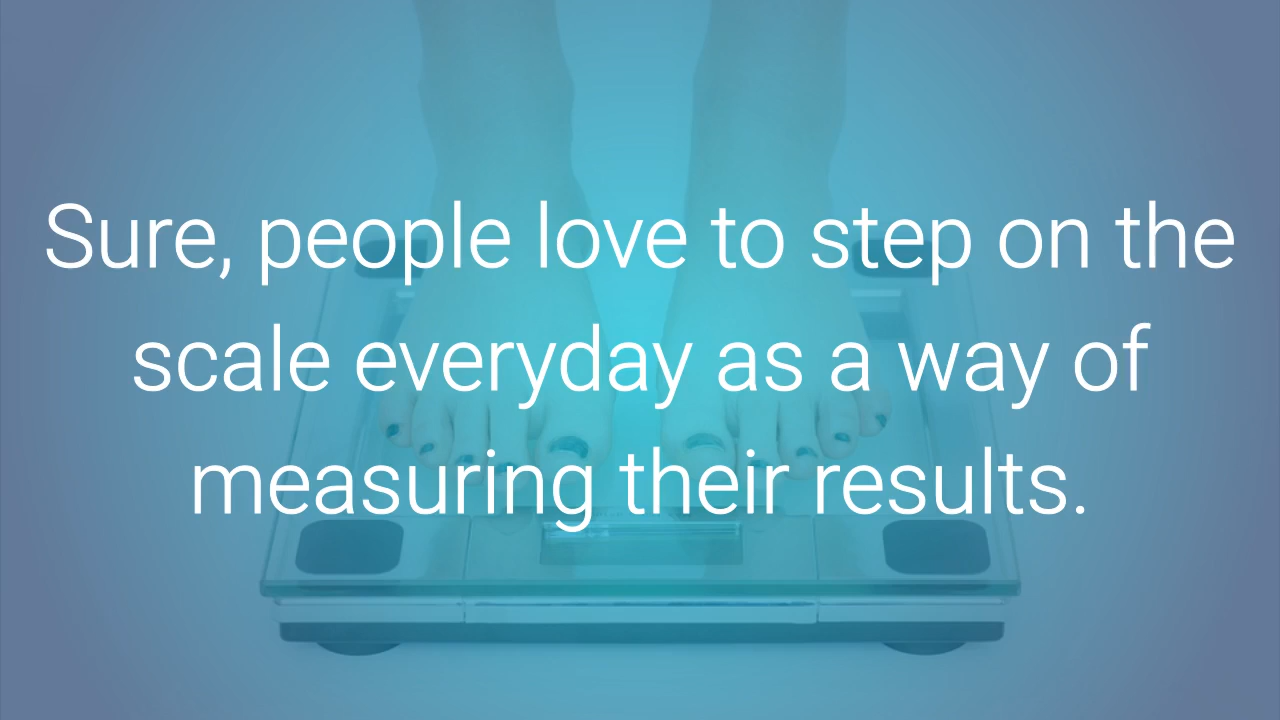 Sure, people love to step on the
scale everyday as a way of
measuring their results.